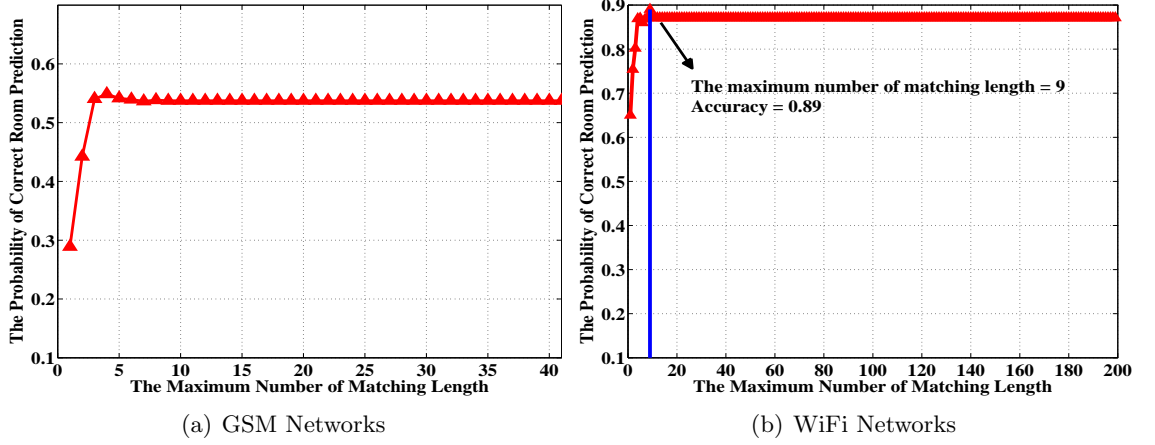 The Probability of Correct Room Prediction
0.6
0.5
0.4
0.3
0.2
0.1
0 5 10 15 20 25 30 35 40
The Maximum Number of Matching Length
(a) GSM Networks
The Probability of Correct Room Prediction
0.9
0.8
0.7
0.6
0.5
0.4
0.3
0.2
0.1
The maximum number of matching length = 9
Accuracy = 0.89
0 20 40 60 80 100 120 140 160 180 200
The Maximum Number of Matching Length
(b) WiFi Networks